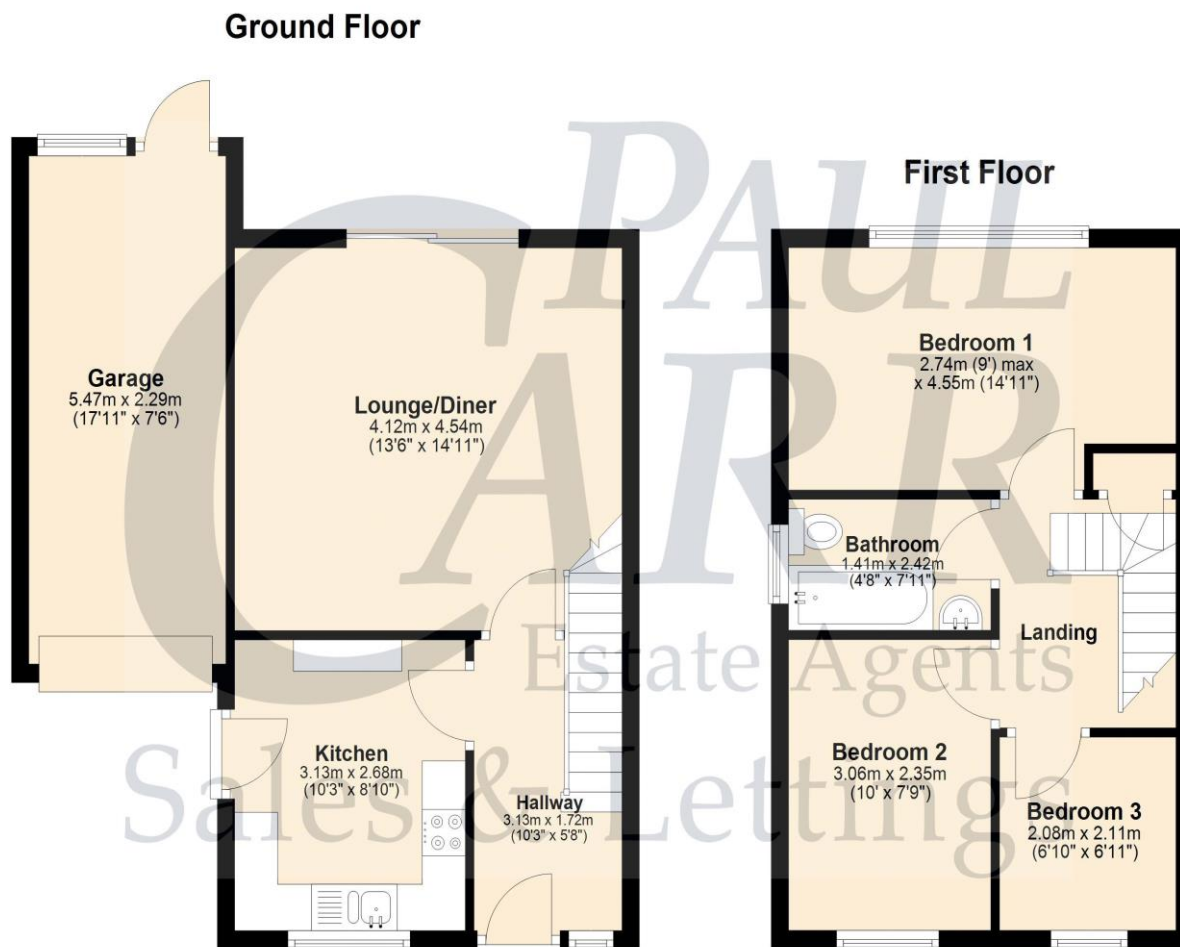 Ground Floor
Garage
5.47m x 2.29m
(17'11" x 7'6")
Lounge/Diner
4.12m x 4.54m
(13'6" x 14'11")
Kitchen
3.13m x 2.68m
(10'3" x 8'10")
Hallway
3.13m x 1.72m
(10'3" x 5'8")
First Floor
Bedroom 1
2.74m (9') max
x 4.55m (14'11")
Bathroom
1.41m x 2.42m
(4'8" x 7'11")
Landing
Bedroom 2
3.06m x 2.35m
(10' x 7'9")
Bedroom 3
2.08m x 2.11m
(6'10" x 6'11")
PAUL
CARR
Estate Agents
Sales & Lettings